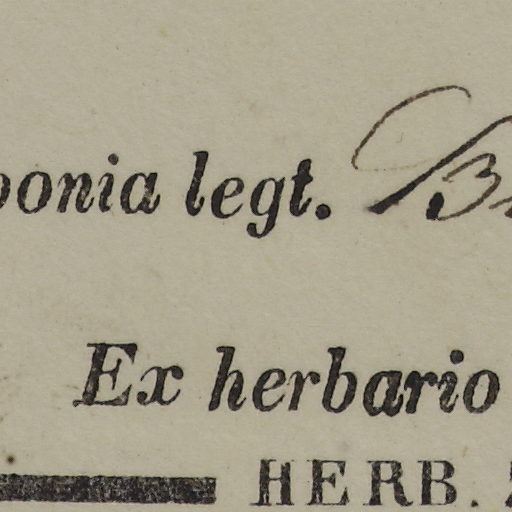 ponia legt. B
Ex herbario
HERB.